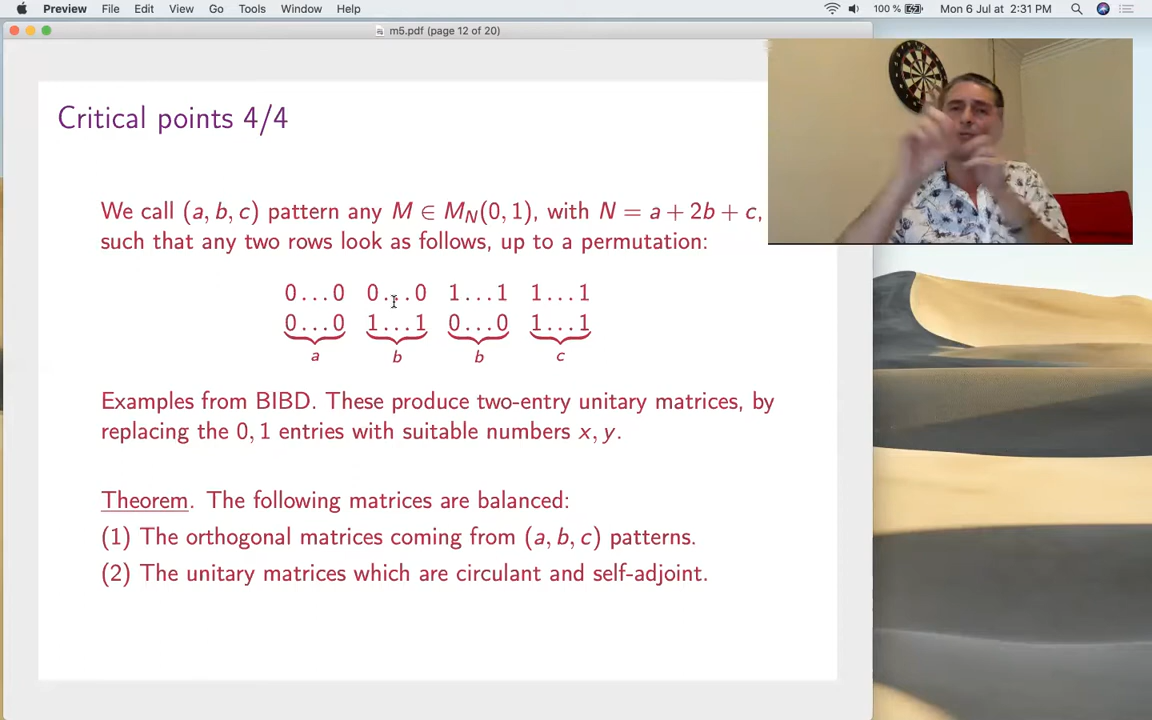 Preview File Edit View Go Tools Window Help 100 % Mon 6 Jul at 2:31 PM
m5.pdf (page 12 of 20)
Critical points 4/4
We call (a, b, c) pattern any M ∈ M_N(0, 1), with N = a + 2b + c,
such that any two rows look as follows, up to a permutation:
0...0 0...0 1...1 1...1
0...0 1...1 0...0 1...1
a b b c
Examples from BIBD. These produce two-entry unitary matrices, by
replacing the 0, 1 entries with suitable numbers x, y.
Theorem. The following matrices are balanced:
(1) The orthogonal matrices coming from (a, b, c) patterns.
(2) The unitary matrices which are circulant and self-adjoint.